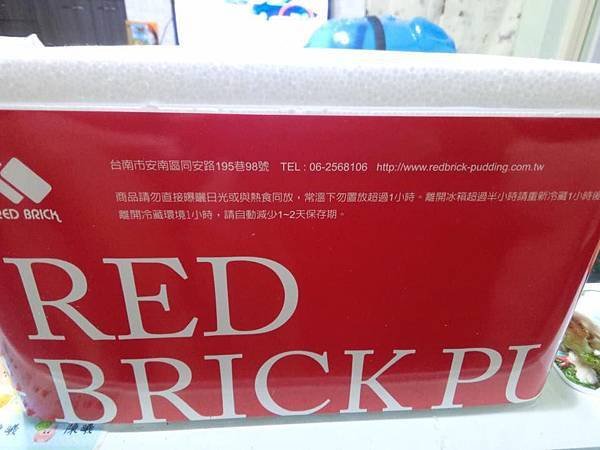 台南市安南區同安路195巷98號 TEL : 06-2568106 http://www.redbrick-pudding.com.tw
商品請勿直接曝曬日光或與熱食同放，常溫下勿置放超過1小時。離開冰箱超過半小時請重新冷藏1小時後
離開冷藏環境1小時，請自動減少1~2天保存期。
RED BRICK
RED
BRICK PU
陳曦